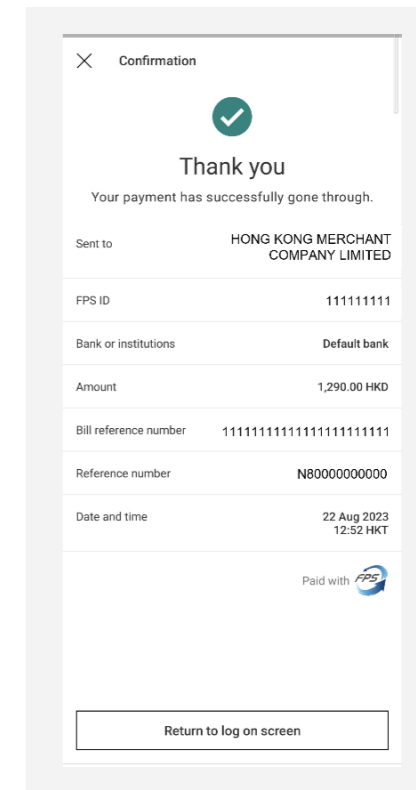 Confirmation
Thank you
Your payment has successfully gone through.
Sent to HONG KONG MERCHANT
COMPANY LIMITED
FPS ID 111111111
Bank or institutions Default bank
Amount 1,290.00 HKD
Bill reference number 1111111111111111111111
Reference number N80000000000
Date and time 22 Aug 2023
12:52 HKT
Paid with FPS
Return to log on screen